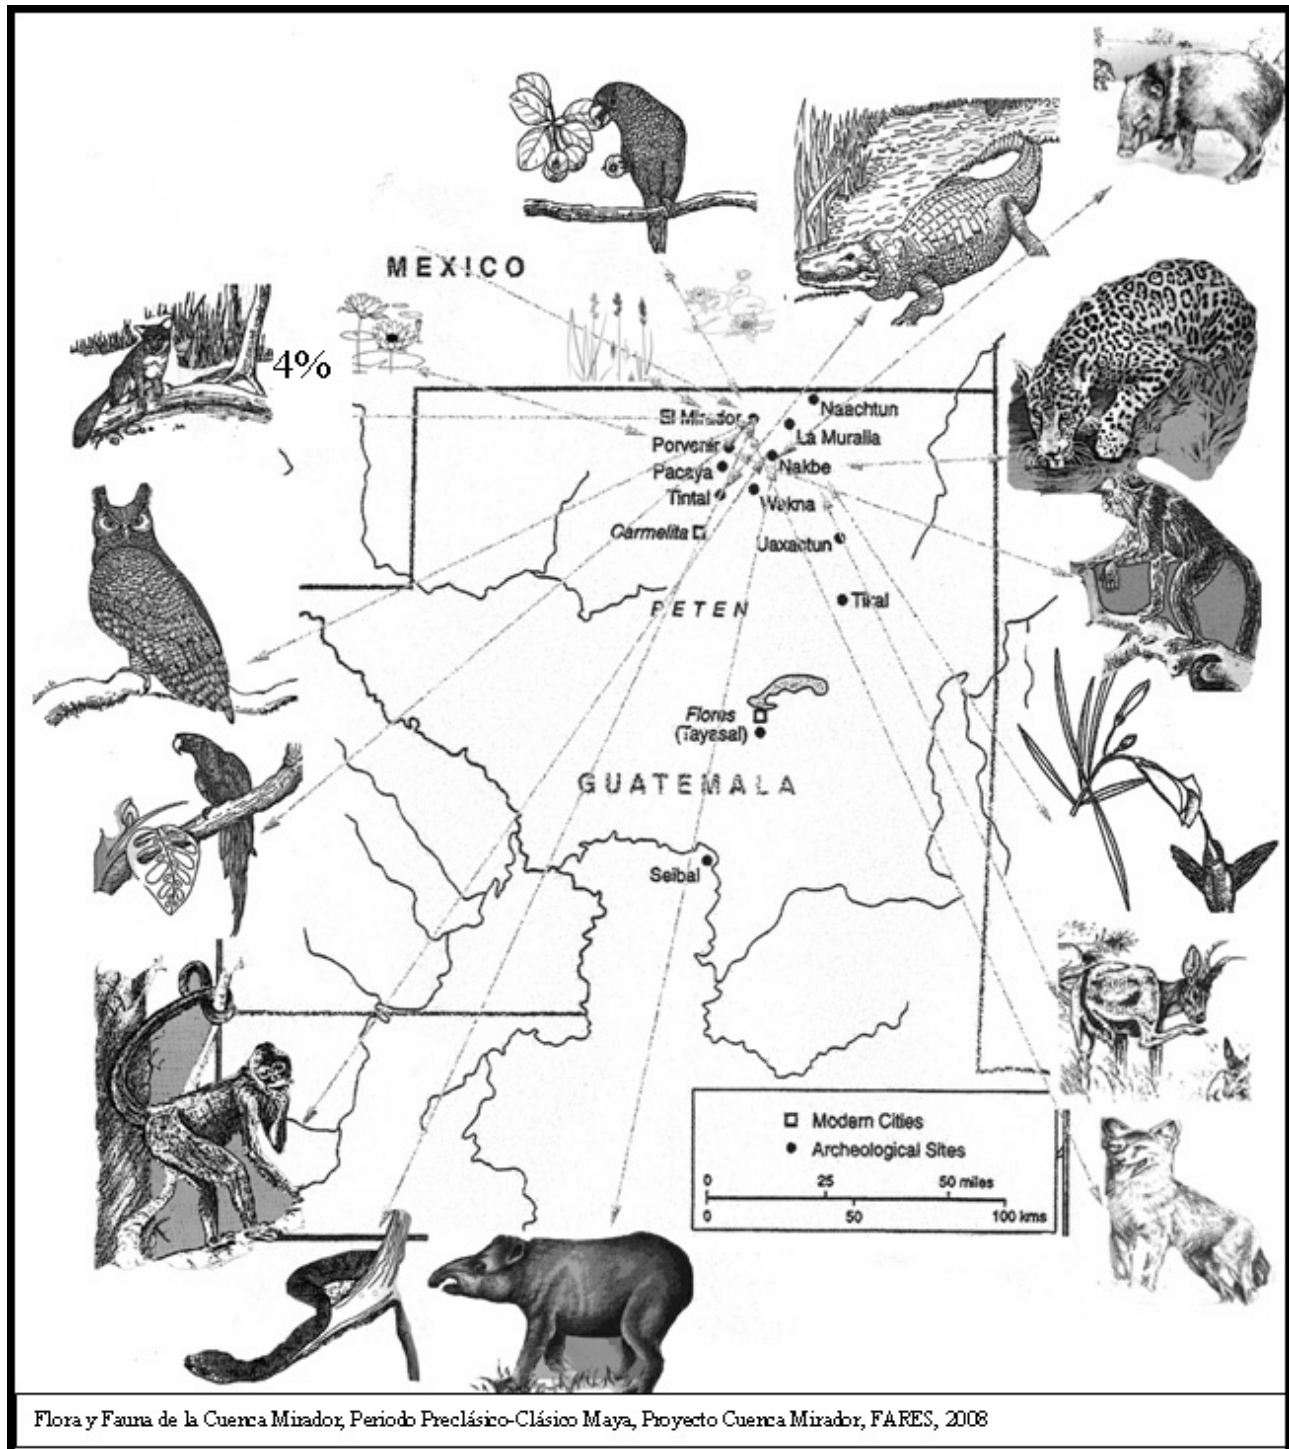 MEXICO
4%
El Mirador
Naachtun
La Muralla
Porvenir
Nakbe
Pacaya
Tintal
Wakna
Carmelita
Uaxactun
Tikal
PETEN
Flores
(Tayasal)
GUATEMALA
Seibal
Modern Cities
Archeological Sites
0 25 50 miles
0 50 100 kms
Flora y Fauna de la Cuenca Mirador, Periodo Preclásico-Clásico Maya, Proyecto Cuenca Mirador, FARES, 2008